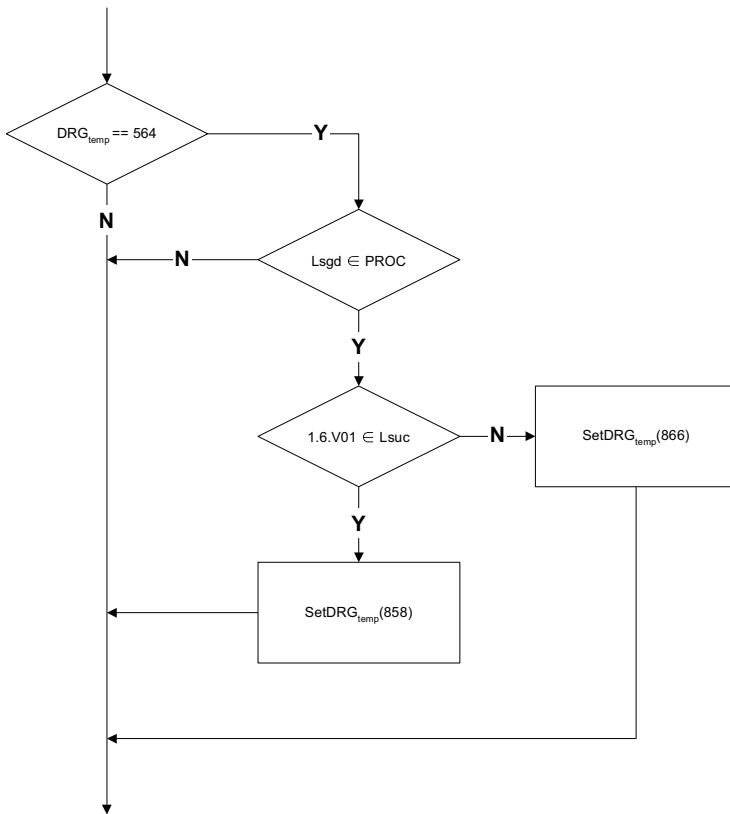 DRGtemp == 564
Y
N
Lsgd ∈ PROC
N
Y
1.6.V01 ∈ Lsuc
N
SetDRGtemp(866)
Y
SetDRGtemp(858)